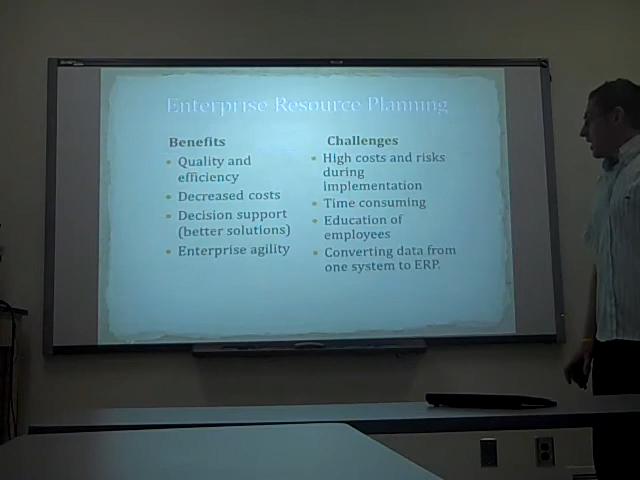 Enterprise Resource Planning
Benefits
• Quality and
efficiency
• Decreased costs
• Decision support
(better solutions)
• Enterprise agility
Challenges
• High costs and risks
during
implementation
• Time consuming
• Education of
employees
• Converting data from
one system to ERP.